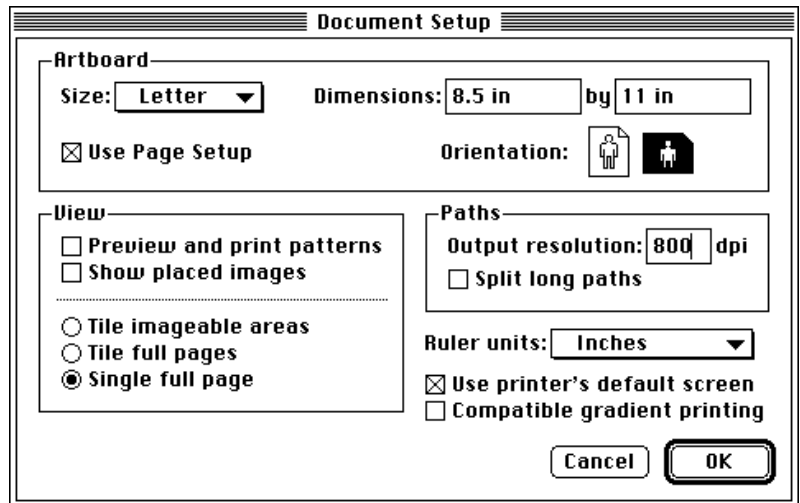 Document Setup
Artboard
Size: Letter Dimensions: 8.5 in by 11 in
Use Page Setup Orientation:
View
Preview and print patterns
Show placed images
Tile imageable areas
Tile full pages
Single full page
Paths
Output resolution: 800 dpi
Split long paths
Ruler units: Inches
Use printer's default screen
Compatible gradient printing
Cancel OK